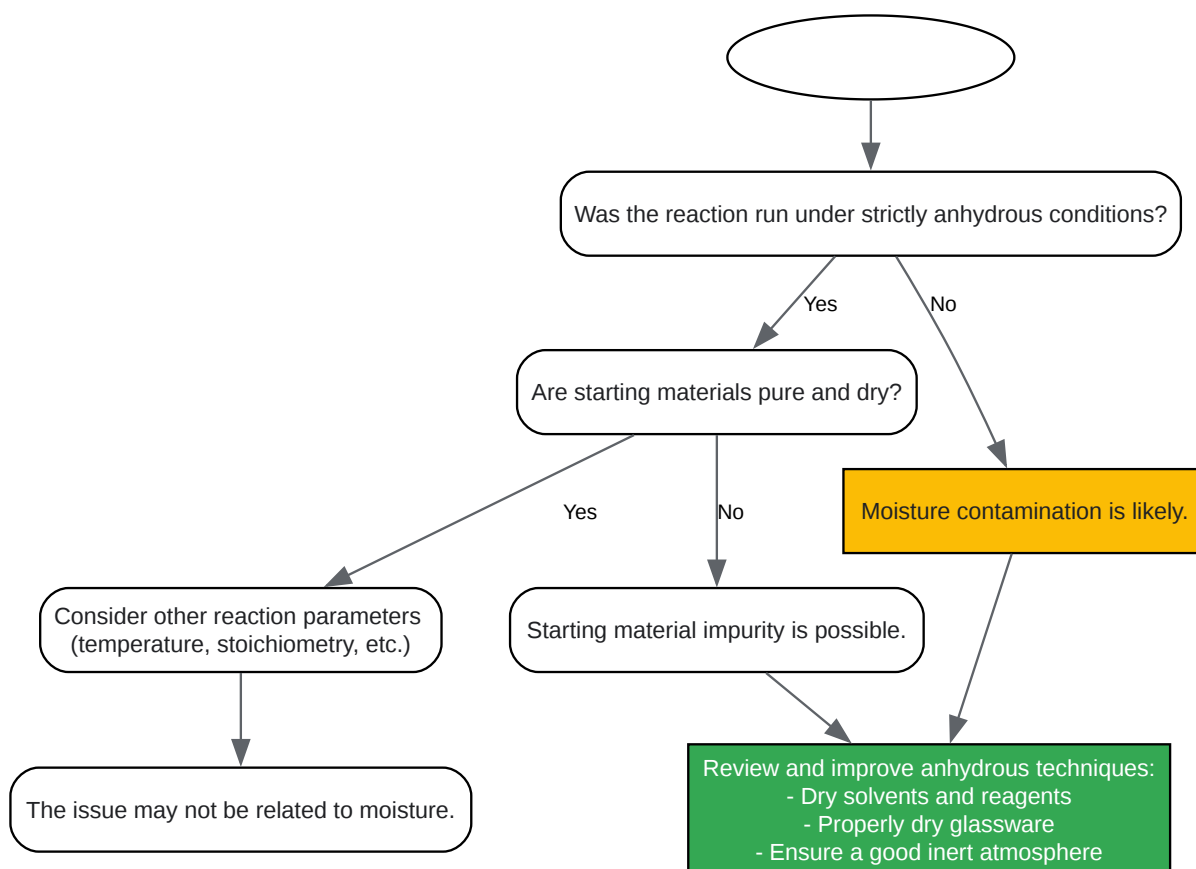 Was the reaction run under strictly anhydrous conditions?
Yes
No
Are starting materials pure and dry?
Moisture contamination is likely.
Yes
No
Consider other reaction parameters
(temperature, stoichiometry, etc.)
Starting material impurity is possible.
The issue may not be related to moisture.
Review and improve anhydrous techniques:
- Dry solvents and reagents
- Properly dry glassware
- Ensure a good inert atmosphere